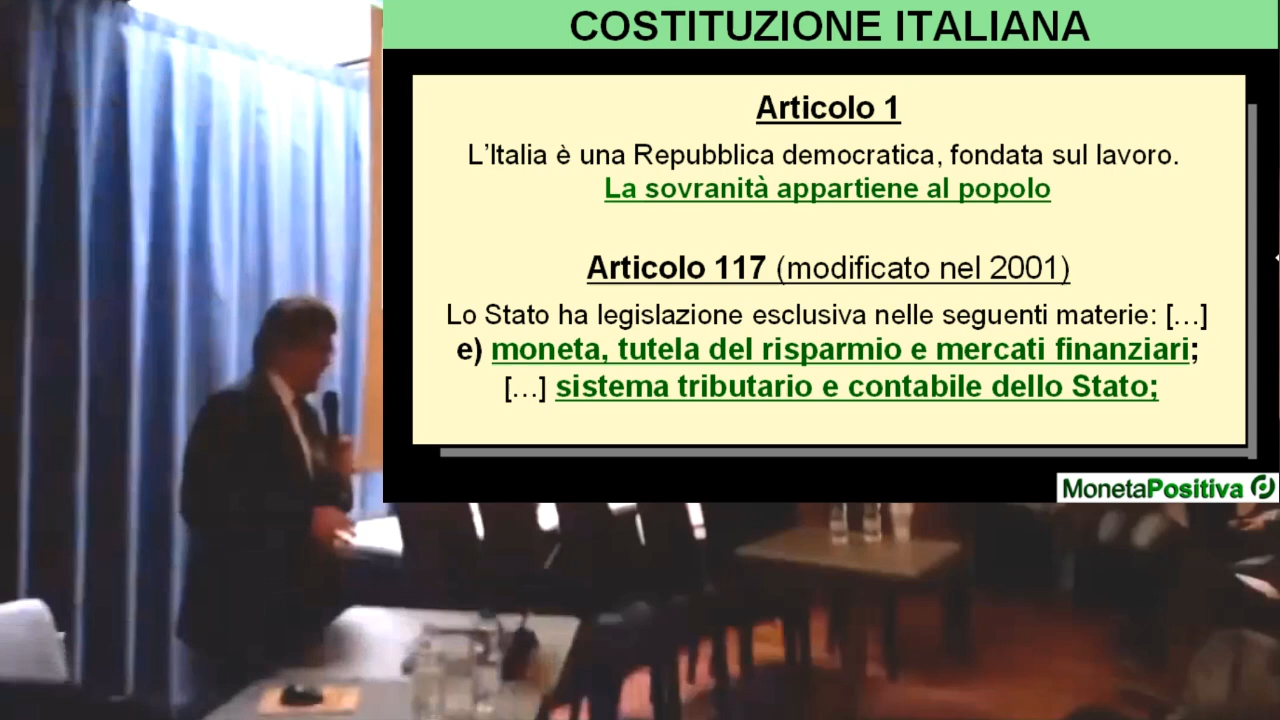 COSTITUZIONE ITALIANA
Articolo 1
L’Italia è una Repubblica democratica, fondata sul lavoro.
La sovranità appartiene al popolo
Articolo 117 (modificato nel 2001)
Lo Stato ha legislazione esclusiva nelle seguenti materie: […]
e) moneta, tutela del risparmio e mercati finanziari;
[…] sistema tributario e contabile dello Stato;
MonetaPositiva